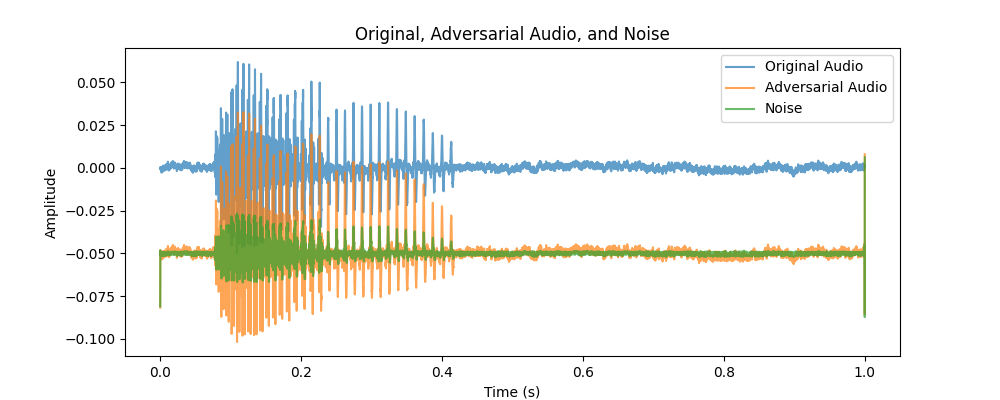 Original, Adversarial Audio, and Noise
Original Audio
Adversarial Audio
Noise
Amplitude
0.050
0.025
0.000
−0.025
−0.050
−0.075
−0.100
0.0 0.2 0.4 0.6 0.8 1.0
Time (s)